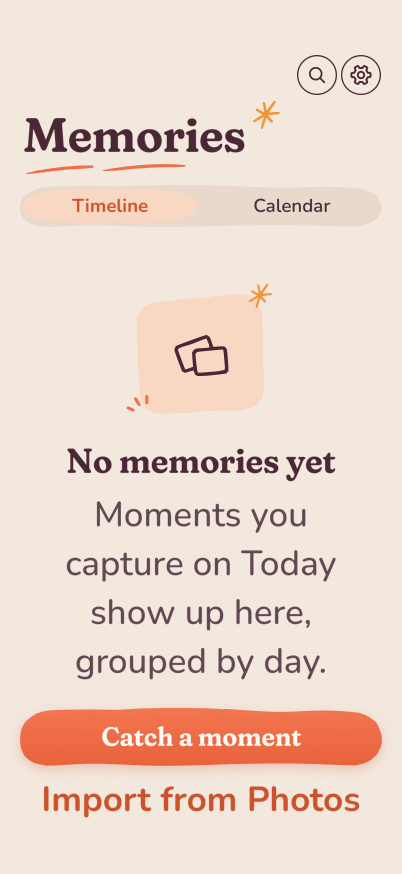 Memories
Timeline
Calendar
No memories yet
Moments you
capture on Today
show up here,
grouped by day.
Catch a moment
Import from Photos